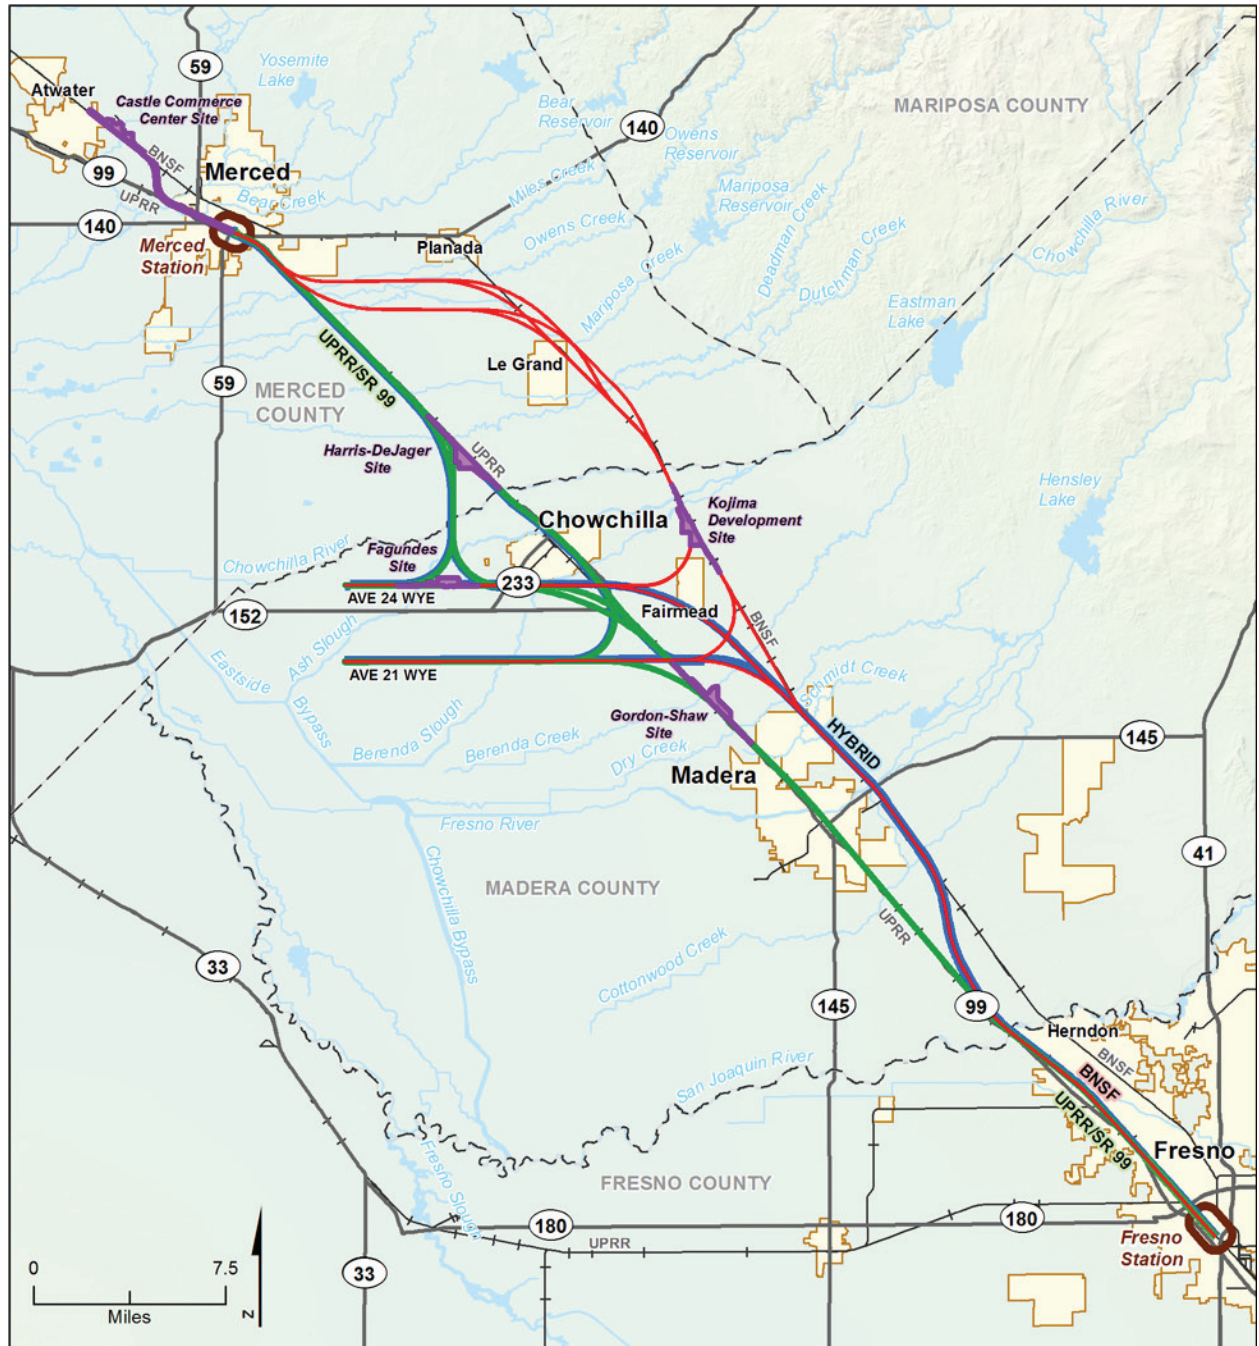 59
Yosemite
Lake
Atwater
Castle Commerce
Center Site
Bear
Reservoir
MARIPOSA COUNTY
140
Owens
Reservoir
BNSF
99
Merced
UPRR
Bear Creek
Miles Creek
Mariposa
Reservoir
Deadman Creek
Chowchilla River
140
Owens Creek
Merced
Station
Planada
Mariposa Creek
Dutchman Creek
Eastman
Lake
UPRR/SR 99
Le Grand
59
MERCED
COUNTY
Harris-DeJager
Site
UPRR
Hensley
Lake
Kojima
Development
Site
Chowchilla
Chowchilla River
Fagundes
Site
233
AVE 24 WYE
152
Fairmead
BNSF
Ash Slough
Eastside
Bypass
AVE 21 WYE
Schmidt Creek
Gordon-Shaw
Site
Berenda Slough
Berenda Creek
Dry Creek
HYBRID
145
Madera
Fresno River
41
Chowchilla Bypass
MADERA COUNTY
UPRR
33
Cottonwood Creek
145
99
Herndon
San Joaquin River
BNSF
BNSF
UPRR/SR 99
Fresno
Fresno Slough
FRESNO COUNTY
180
180
UPRR
Fresno
Station
33
0
7.5
Miles
N